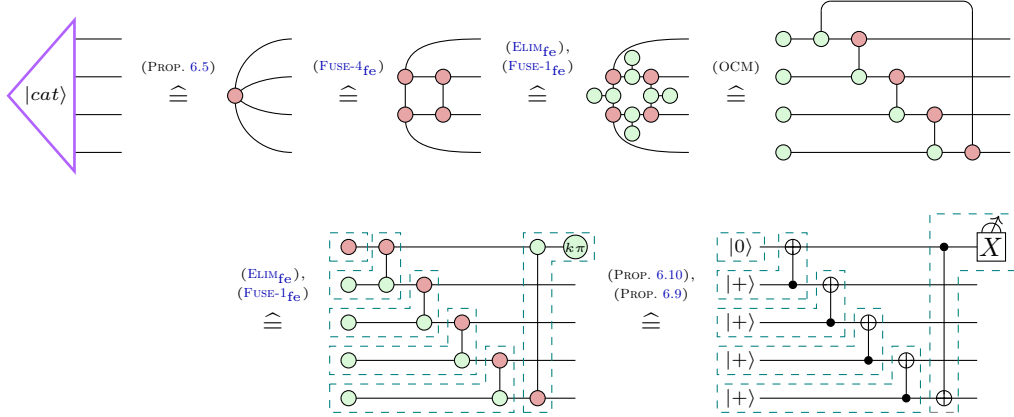 |cat⟩
(PROP. 6.5)
≙
(FUSE-4fe)
≙
(ELIMfe),
(FUSE-1fe)
≙
(OCM)
≙
(ELIMfe),
(FUSE-1fe)
≙
kπ
(PROP. 6.10),
(PROP. 6.9)
≙
|0⟩
X
|+⟩
|+⟩
|+⟩
|+⟩